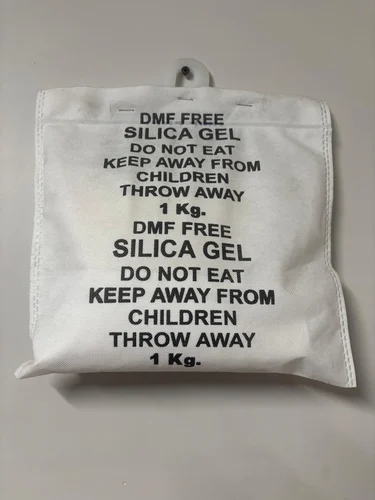 DMF FREE
SILICA GEL
DO NOT EAT
KEEP AWAY FROM
CHILDREN
THROW AWAY
1 Kg.
DMF FREE
SILICA GEL
DO NOT EAT
KEEP AWAY FROM
CHILDREN
THROW AWAY
1 Kg.